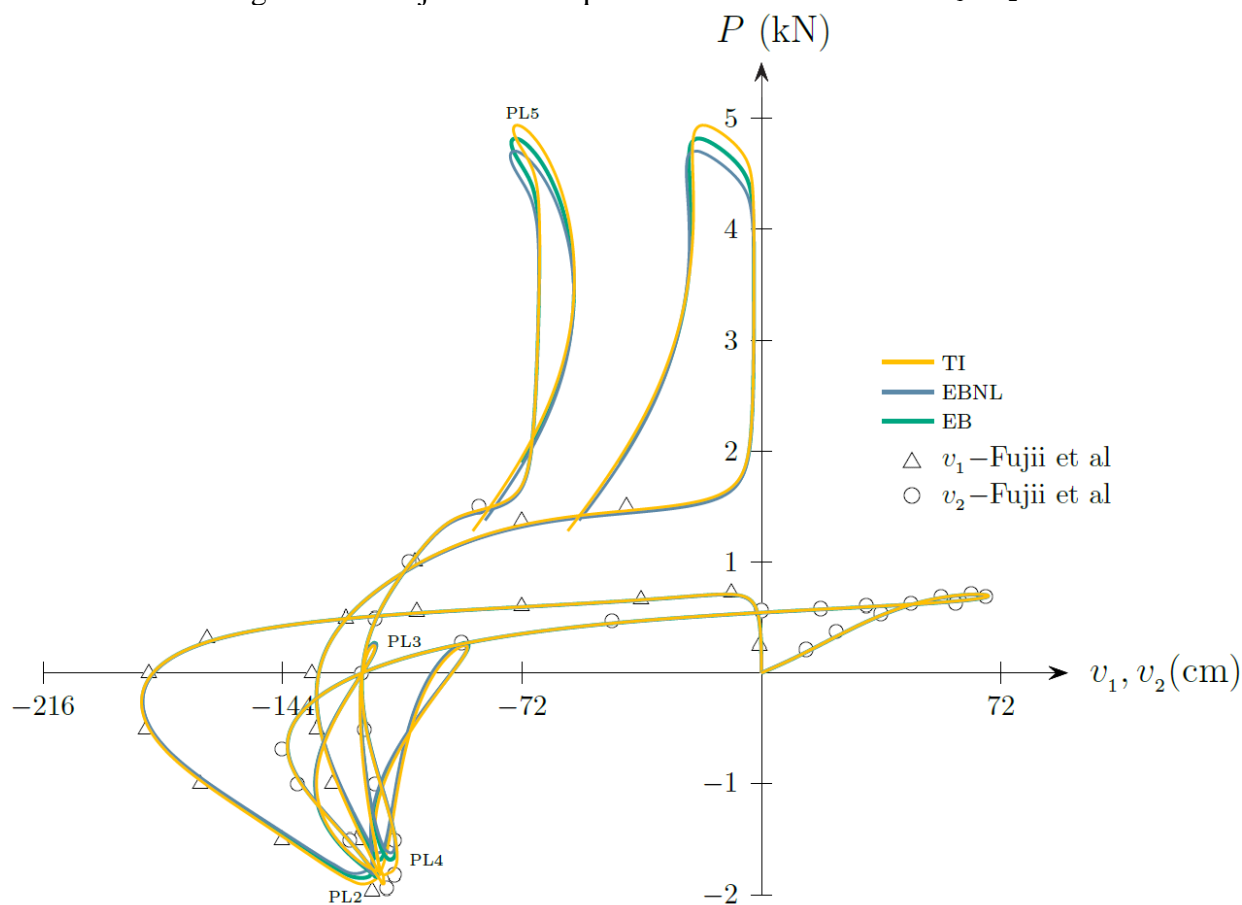 P (kN)
PL5
5
4
3
TI
EBNL
EB
v₁−Fujii et al
v₂−Fujii et al
2
1
PL3
−216
−144
−72
72
v₁, v₂(cm)
−1
PL4
PL2
−2